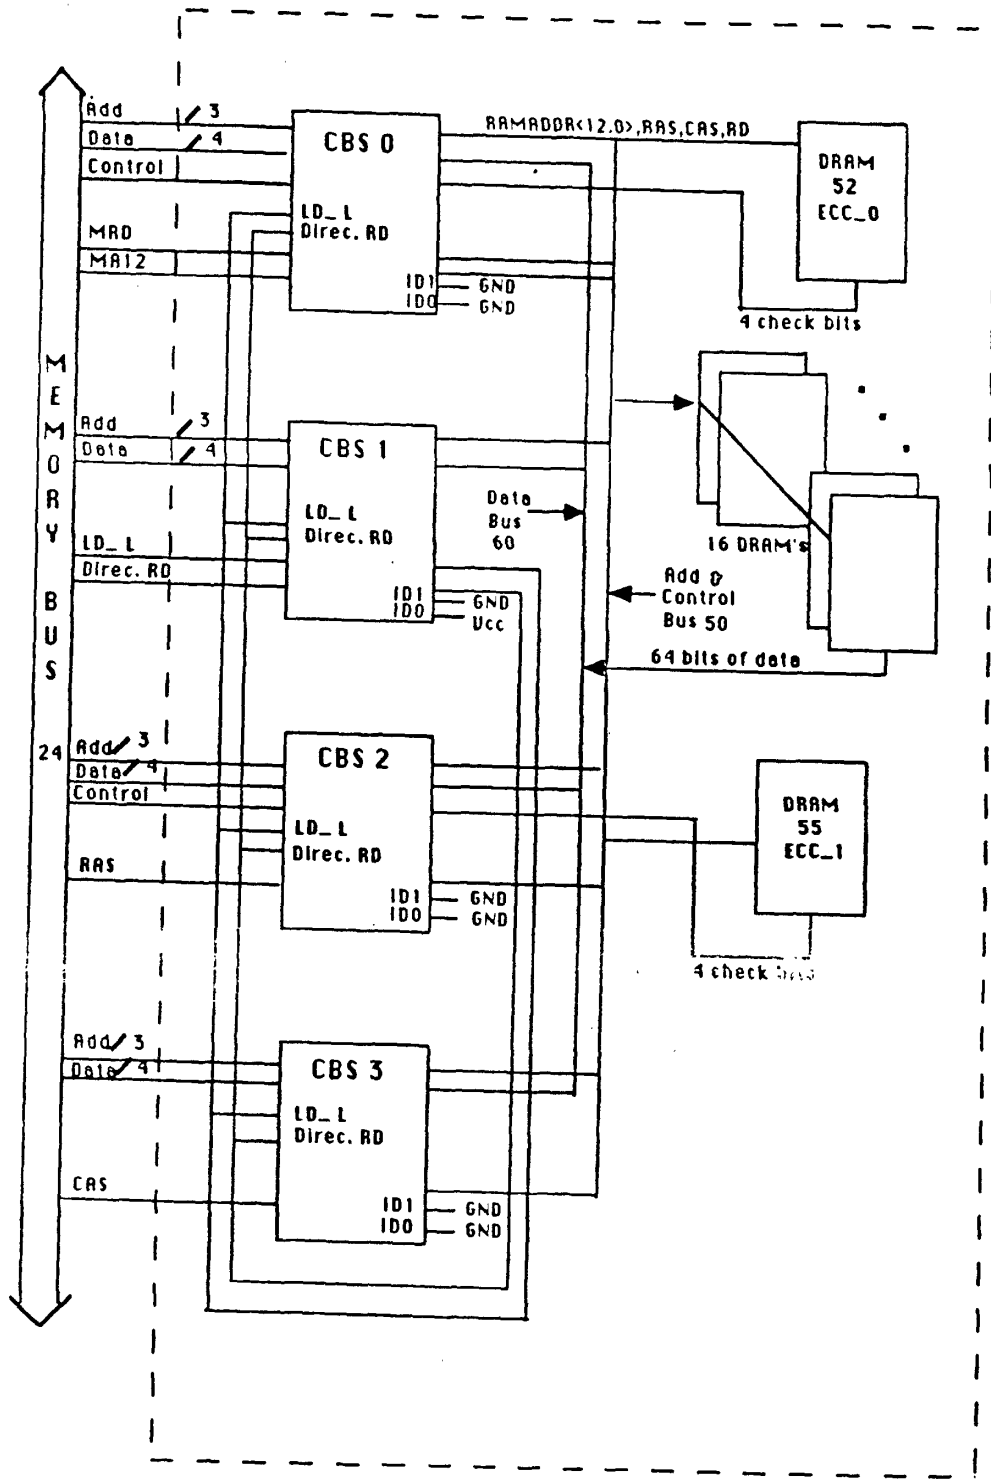 Add 3
Data 4
Control
MRD
MA12
CBS 0
LD_L
Direc. RD
ID1 GND
ID0 GND
RAMADDR<12.0>,RAS,CAS,RD
DRAM
52
ECC_0
4 check bits
MEMORY BUS
24
Add 3
Data 4
LD_L
Direc. RD
CBS 1
LD_L
Direc. RD
ID1 GND
ID0 Vcc
Data
Bus
60
16 DRAM's
Add &
Control
Bus 50
64 bits of data
Add 3
Data 4
Control
RAS
CBS 2
LD_L
Direc. RD
ID1 GND
ID0 GND
DRAM
55
ECC_1
4 check bits
Add 3
Data 4
CAS
CBS 3
LD_L
Direc. RD
ID1 GND
ID0 GND